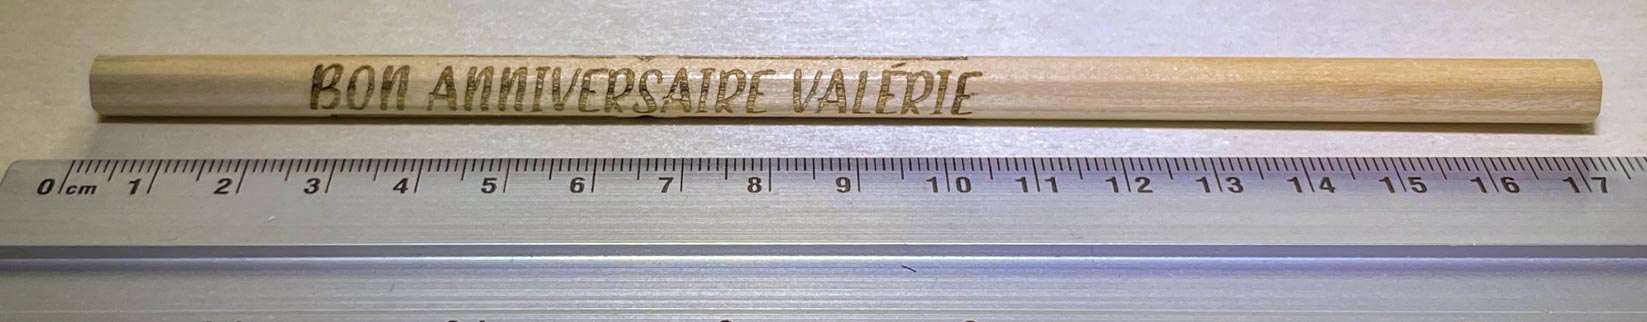 BON ANNIVERSAIRE VALÉRIE
0 cm 1 2 3 4 5 6 7 8 9 10 11 12 13 14 15 16 17